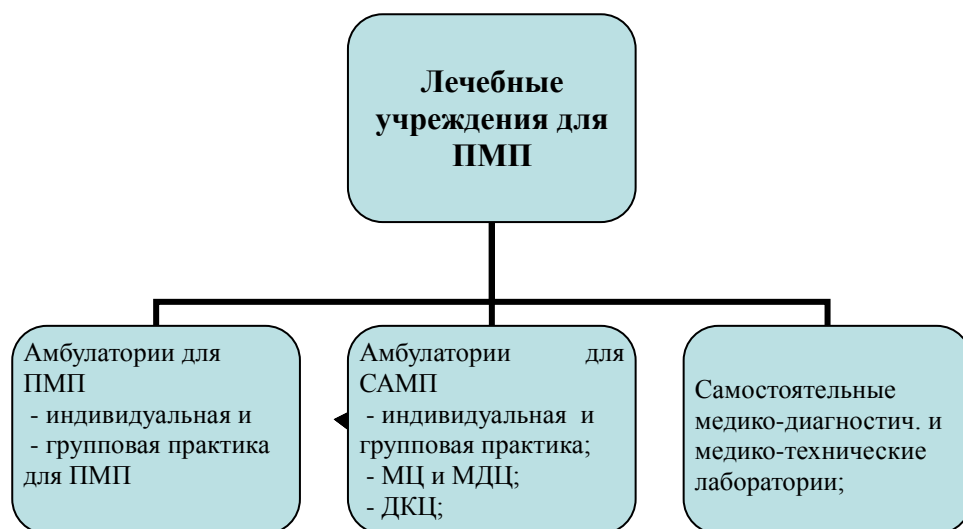 Лечебные
учреждения для
ПМП
Амбулатории для
ПМП
- индивидуальная и
- групповая практика
для ПМП
Амбулатории для
САМП
- индивидуальная и
групповая практика;
- МЦ и МДЦ;
- ДКЦ;
Самостоятельные
медико-диагностич. и
медико-технические
лаборатории;